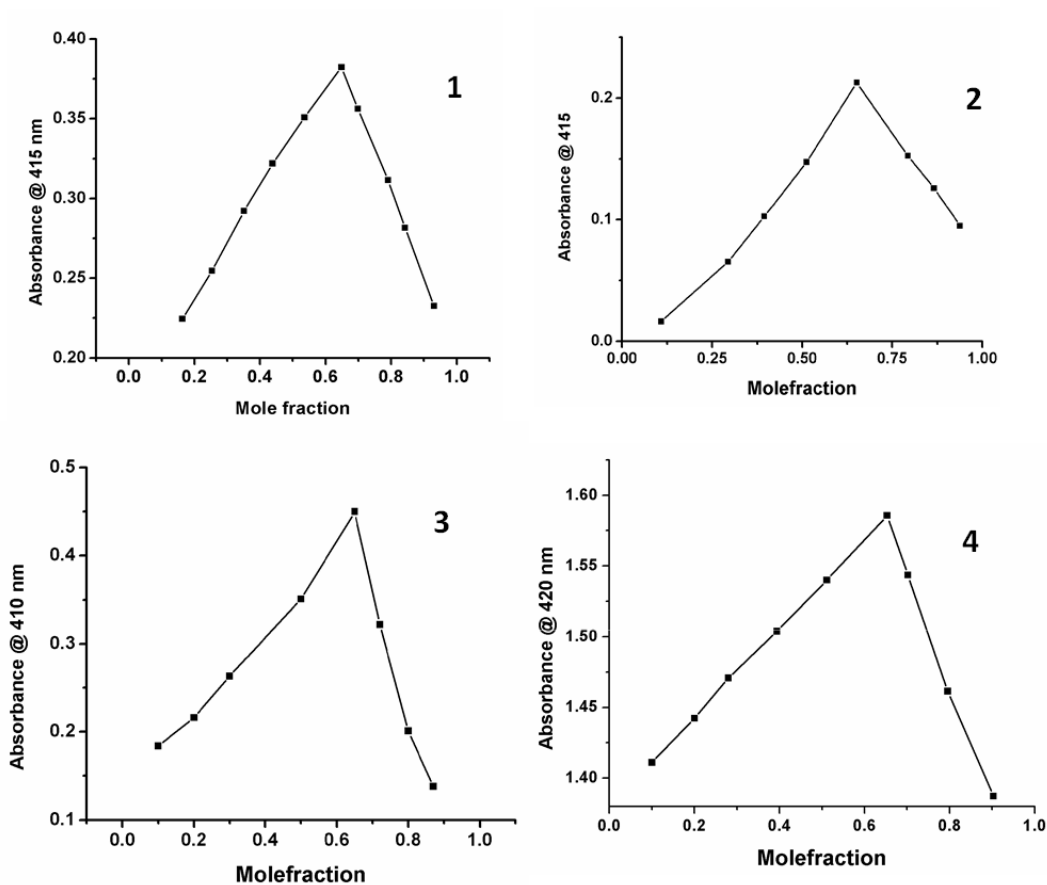 1
Absorbance @ 415 nm
0.40
0.35
0.30
0.25
0.20
0.0 0.2 0.4 0.6 0.8 1.0
Mole fraction
2
Absorbance @ 415
0.2
0.1
0.0
0.00 0.25 0.50 0.75 1.00
Molefraction
3
Absorbance @ 410 nm
0.5
0.4
0.3
0.2
0.1
0.0 0.2 0.4 0.6 0.8 1.0
Molefraction
4
Absorbance @ 420 nm
1.60
1.55
1.50
1.45
1.40
0.0 0.2 0.4 0.6 0.8 1.0
Molefraction